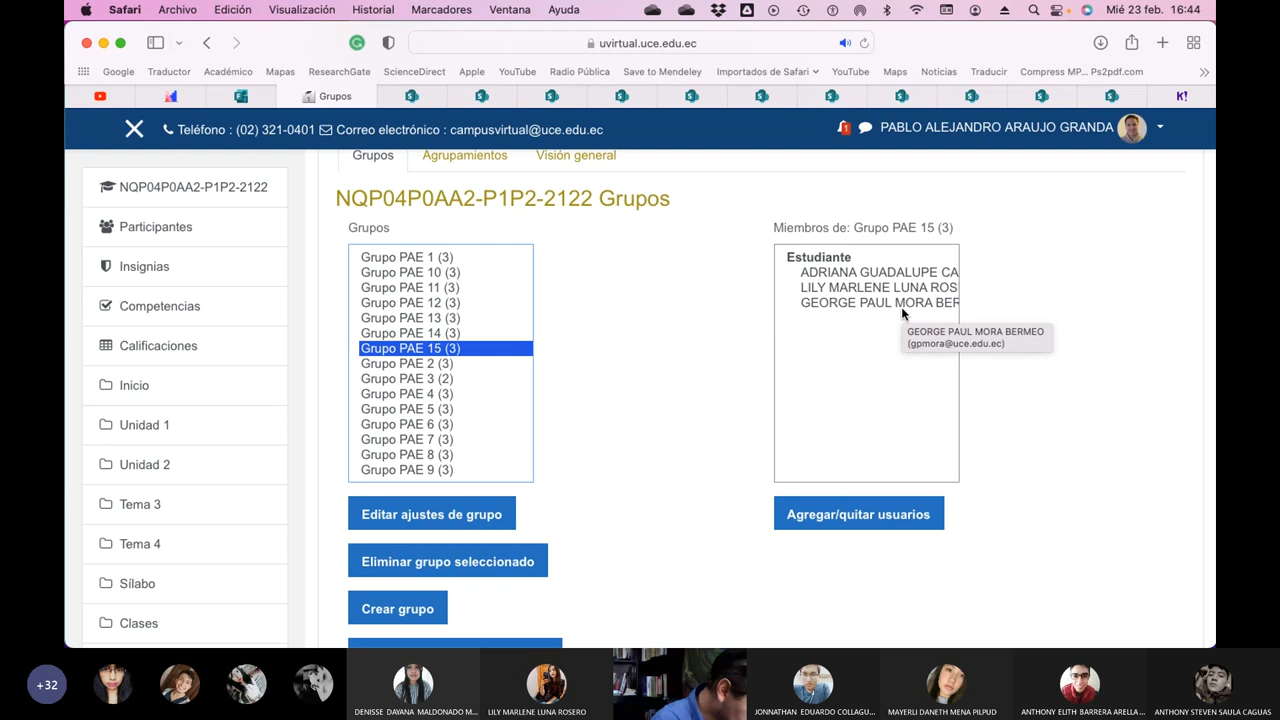 Safari Archivo Edición Visualización Historial Marcadores Ventana Ayuda Mié 23 feb. 16:44
uvirtual.uce.edu.ec
Google Traductor Académico Mapas ResearchGate ScienceDirect Apple YouTube Radio Pública Save to Mendeley Importados de Safari YouTube Maps Noticias Traducir Compress MP... Ps2pdf.com
Grupos K!
Teléfono : (02) 321-0401 Correo electrónico : campusvirtual@uce.edu.ec 1 PABLO ALEJANDRO ARAUJO GRANDA
Grupos Agrupamientos Visión general
NQP04P0AA2-P1P2-2122
Participantes
Insignias
Competencias
Calificaciones
Inicio
Unidad 1
Unidad 2
Tema 3
Tema 4
Sílabo
Clases
NQP04P0AA2-P1P2-2122 Grupos
Grupos
Grupo PAE 1 (3)
Grupo PAE 10 (3)
Grupo PAE 11 (3)
Grupo PAE 12 (3)
Grupo PAE 13 (3)
Grupo PAE 14 (3)
Grupo PAE 15 (3)
Grupo PAE 2 (3)
Grupo PAE 3 (2)
Grupo PAE 4 (3)
Grupo PAE 5 (3)
Grupo PAE 6 (3)
Grupo PAE 7 (3)
Grupo PAE 8 (3)
Grupo PAE 9 (3)
Editar ajustes de grupo
Eliminar grupo seleccionado
Crear grupo
Miembros de: Grupo PAE 15 (3)
Estudiante
ADRIANA GUADALUPE CA
LILY MARLENE LUNA ROS
GEORGE PAUL MORA BER
GEORGE PAUL MORA BERMEO
(gpmora@uce.edu.ec)
Agregar/quitar usuarios
+32
DENISSE DAYANA MALDONADO M... LILY MARLENE LUNA ROSERO JONNATHAN EDUARDO COLLAGU... MAYERLI DANETH MENA PILPUD ANTHONY ELITH BARRERA ARELLA... ANTHONY STEVEN SAULA CAGUAS